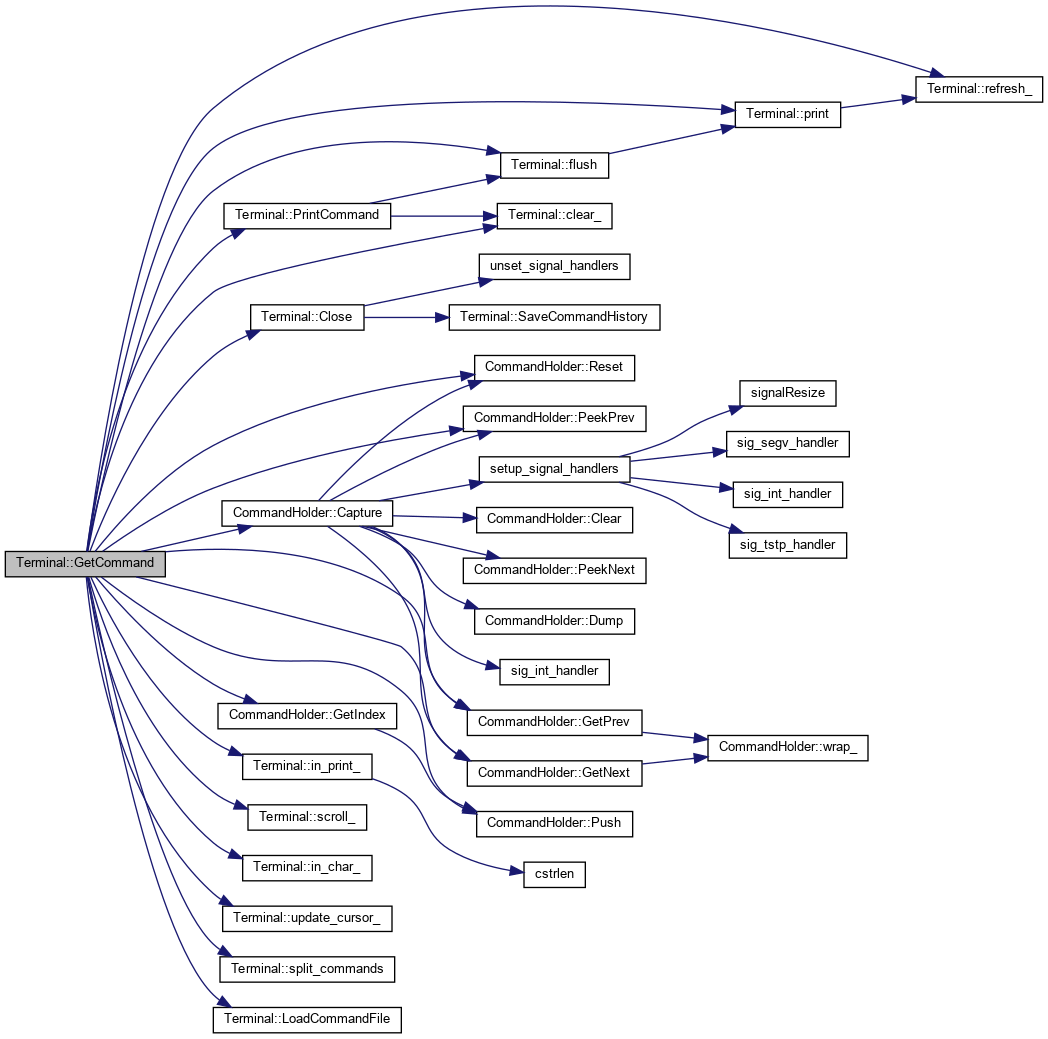 Terminal::refresh_
Terminal::print
Terminal::flush
Terminal::PrintCommand
Terminal::clear_
unset_signal_handlers
Terminal::Close
Terminal::SaveCommandHistory
CommandHolder::Reset
signalResize
CommandHolder::PeekPrev
sig_segv_handler
setup_signal_handlers
sig_int_handler
CommandHolder::Capture
CommandHolder::Clear
sig_tstp_handler
Terminal::GetCommand
CommandHolder::PeekNext
CommandHolder::Dump
sig_int_handler
CommandHolder::GetIndex
CommandHolder::GetPrev
CommandHolder::wrap_
Terminal::in_print_
CommandHolder::GetNext
Terminal::scroll_
CommandHolder::Push
Terminal::in_char_
cstrlen
Terminal::update_cursor_
Terminal::split_commands
Terminal::LoadCommandFile